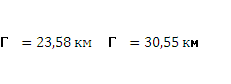 Г = 23,58 км Г = 30,55 км